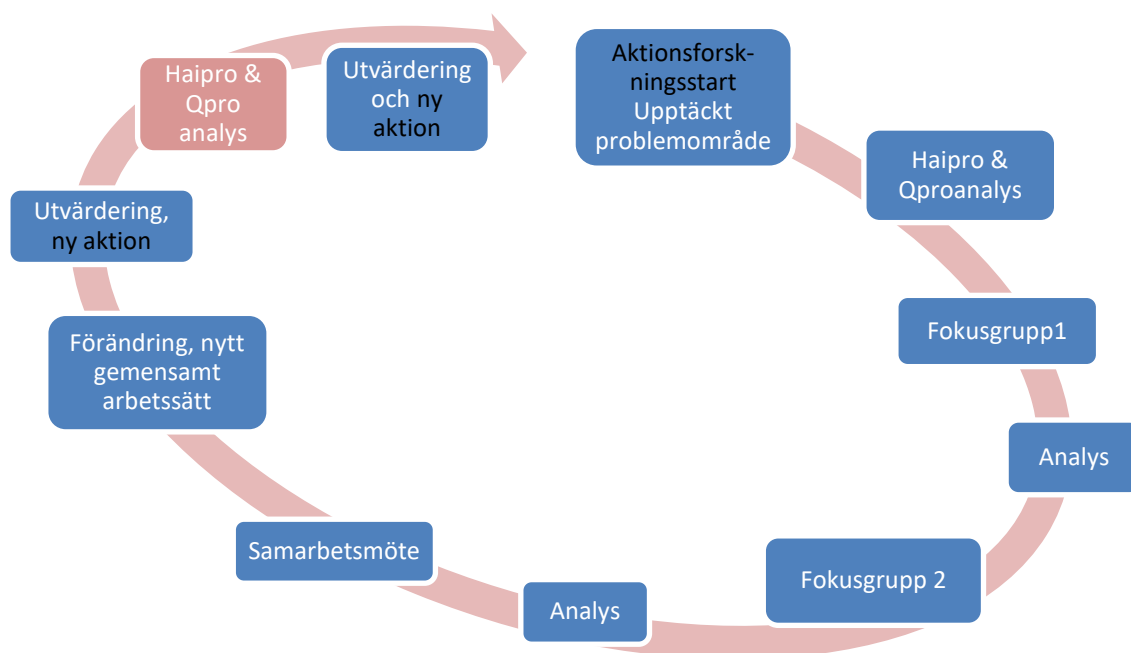 Aktionsforsk-
ningsstart
Upptäckt
problemområde
Haipro &
Qproanalys
Fokusgrupp1
Analys
Fokusgrupp 2
Analys
Samarbetsmöte
Förändring, nytt
gemensamt
arbetssätt
Utvärdering,
ny aktion
Haipro &
Qpro
analys
Utvärdering
och ny
aktion